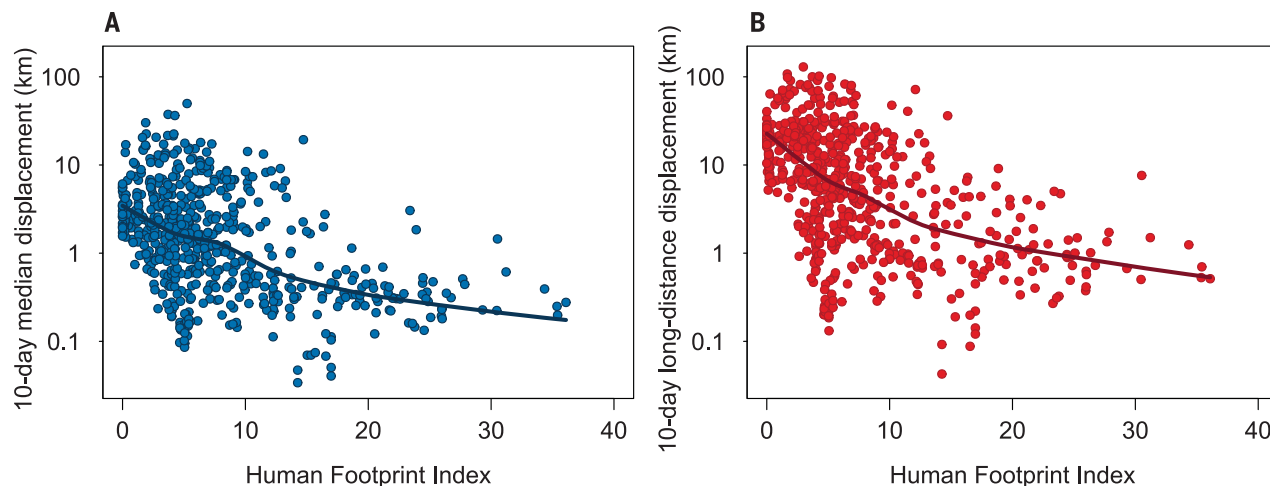 A
10-day median displacement (km)
100
10
1
0.1
0 10 20 30 40
Human Footprint Index
B
10-day long-distance displacement (km)
100
10
1
0.1
0 10 20 30 40
Human Footprint Index